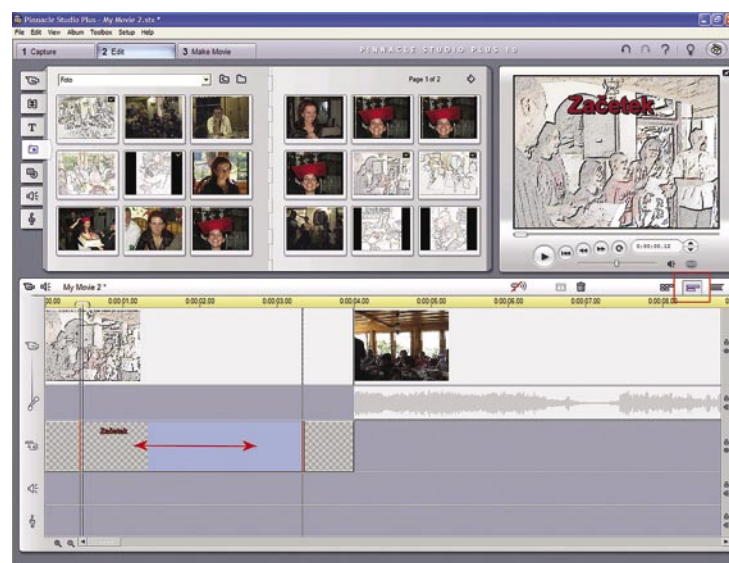 Pinnacle Studio Plus - My Movie 2.stx *
File Edit View Album Toolbox Setup Help
1 Capture 2 Edit 3 Make Movie PINNACLE STUDIO PLUS 10
Foto Page 1 of 2
T
Začetek
0:00:00.12
My Movie 2 *
00.00 0:00:01.00 0:00:02.00 0:00:03.00 0:00:04.00 0:00:05.00 0:00:06.00 0:00:07.00 0:00:08.00
Začetek